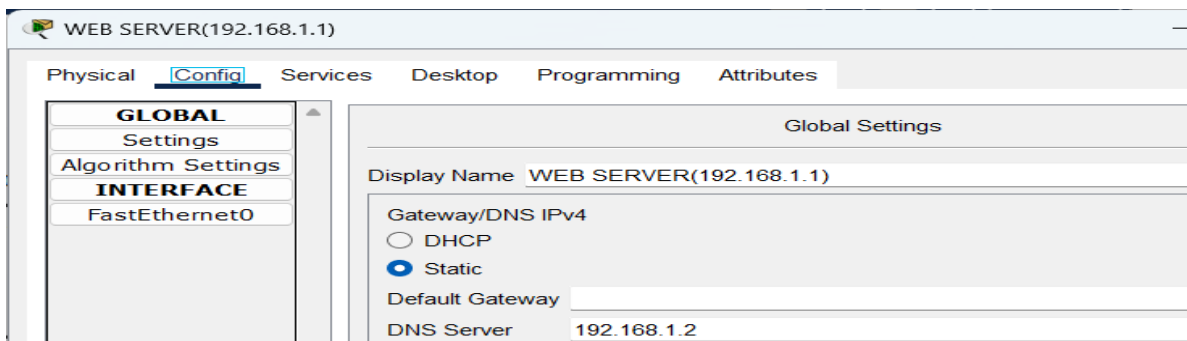 WEB SERVER(192.168.1.1)
Physical Config Services Desktop Programming Attributes
GLOBAL
Settings
Algorithm Settings
INTERFACE
FastEthernet0
Global Settings
Display Name WEB SERVER(192.168.1.1)
Gateway/DNS IPv4
DHCP
Static
Default Gateway
DNS Server 192.168.1.2